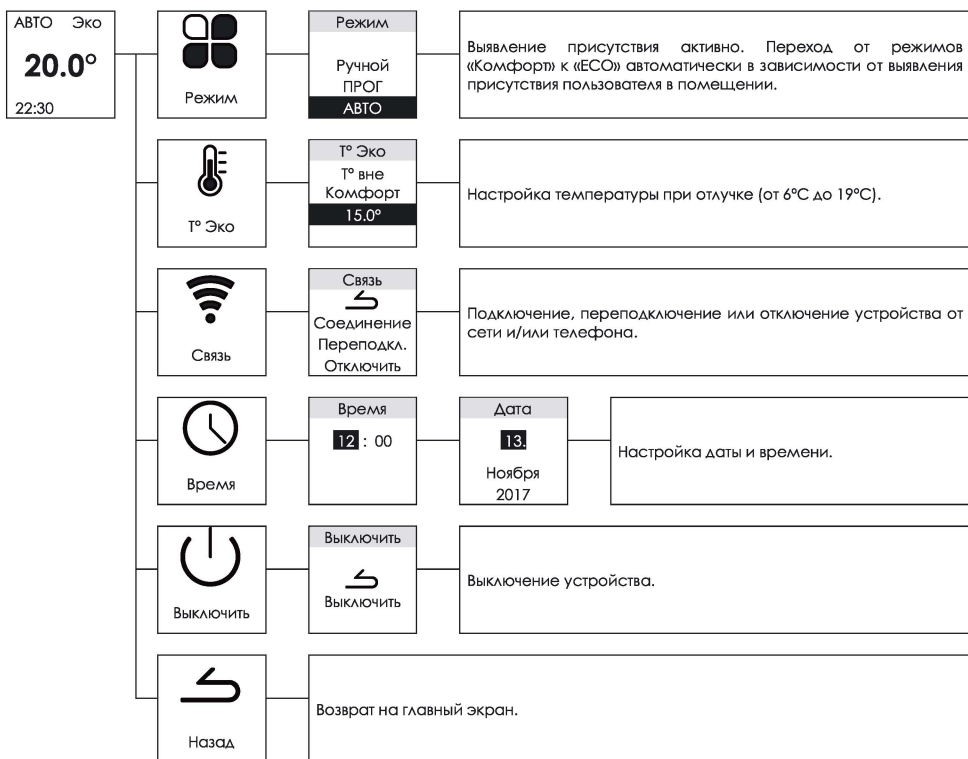 АВТО Эко
20.0°
22:30
Режим
Режим
Ручной
ПРОГ
АВТО
Выявление присутствия активно. Переход от режимов
«Комфорт» к «ECO» автоматически в зависимости от выявления
присутствия пользователя в помещении.
Т° Эко
Т° Эко
Т° вне
Комфорт
15.0°
Настройка температуры при отлучке (от 6°С до 19°С).
Связь
Связь
Соединение
Переподкл.
Отключить
Подключение, переподключение или отключение устройства от
сети и/или телефона.
Время
Время
12 : 00
Дата
13.
Ноября
2017
Настройка даты и времени.
Выключить
Выключить
Выключить
Выключение устройства.
Назад
Возврат на главный экран.